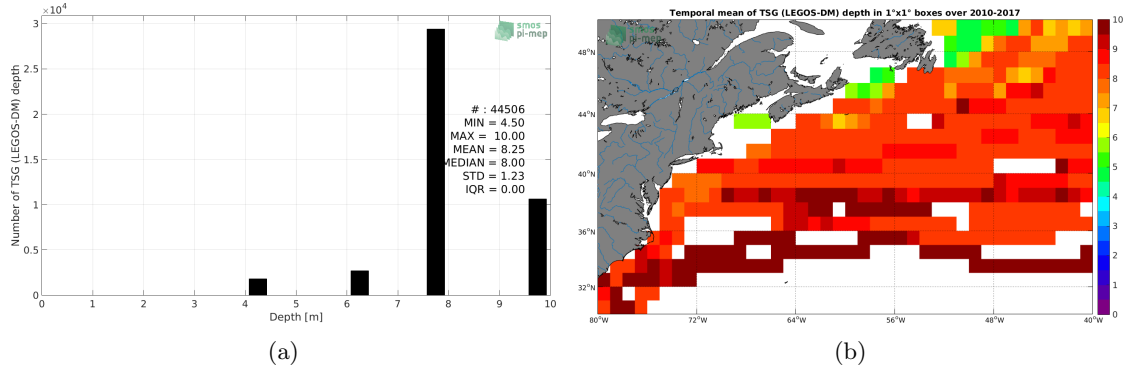 3
2.5
2
1.5
1
0.5
0
×10⁴
Number of TSG (LEGOS-DM) depth
smos
pi-mep
# : 44506
MIN = 4.50
MAX = 10.00
MEAN = 8.25
MEDIAN = 8.00
STD = 1.23
IQR = 0.00
0 1 2 3 4 5 6 7 8 9 10
Depth [m]
(a)
Temporal mean of TSG (LEGOS-DM) depth in 1°x1° boxes over 2010-2017
smos
pi-mep
48°N
44°N
40°N
36°N
32°N
80°W 72°W 64°W 56°W 48°W 40°W
10
9
8
7
6
5
4
3
2
1
0
(b)